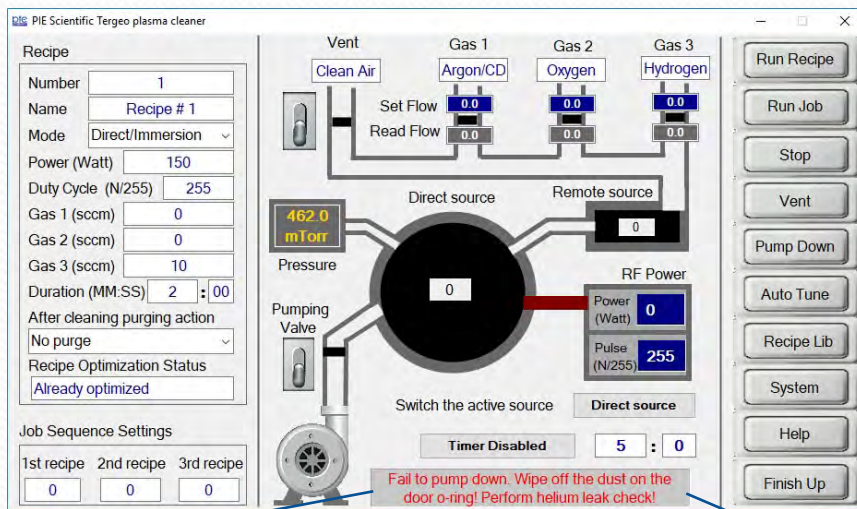 pie PIE Scientific Tergeo plasma cleaner
Recipe
Number 1
Name Recipe # 1
Mode Direct/Immersion
Power (Watt) 150
Duty Cycle (N/255) 255
Gas 1 (sccm) 0
Gas 2 (sccm) 0
Gas 3 (sccm) 10
Duration (MM:SS) 2 : 00
After cleaning purging action
No purge
Recipe Optimization Status
Already optimized
Job Sequence Settings
1st recipe 2nd recipe 3rd recipe
0 0 0
Vent Gas 1 Gas 2 Gas 3
Clean Air Argon/CD Oxygen Hydrogen
Set Flow 0.0 0.0 0.0
Read Flow 0.0 0.0 0.0
Direct source Remote source
462.0
mTorr
0
Pressure
0
RF Power
Power
(Watt) 0
Pulse
(N/255) 255
Pumping
Valve
Switch the active source Direct source
Timer Disabled 5 : 0
Fail to pump down. Wipe off the dust on the
door o-ring! Perform helium leak check!
Run Recipe
Run Job
Stop
Vent
Pump Down
Auto Tune
Recipe Lib
System
Help
Finish Up